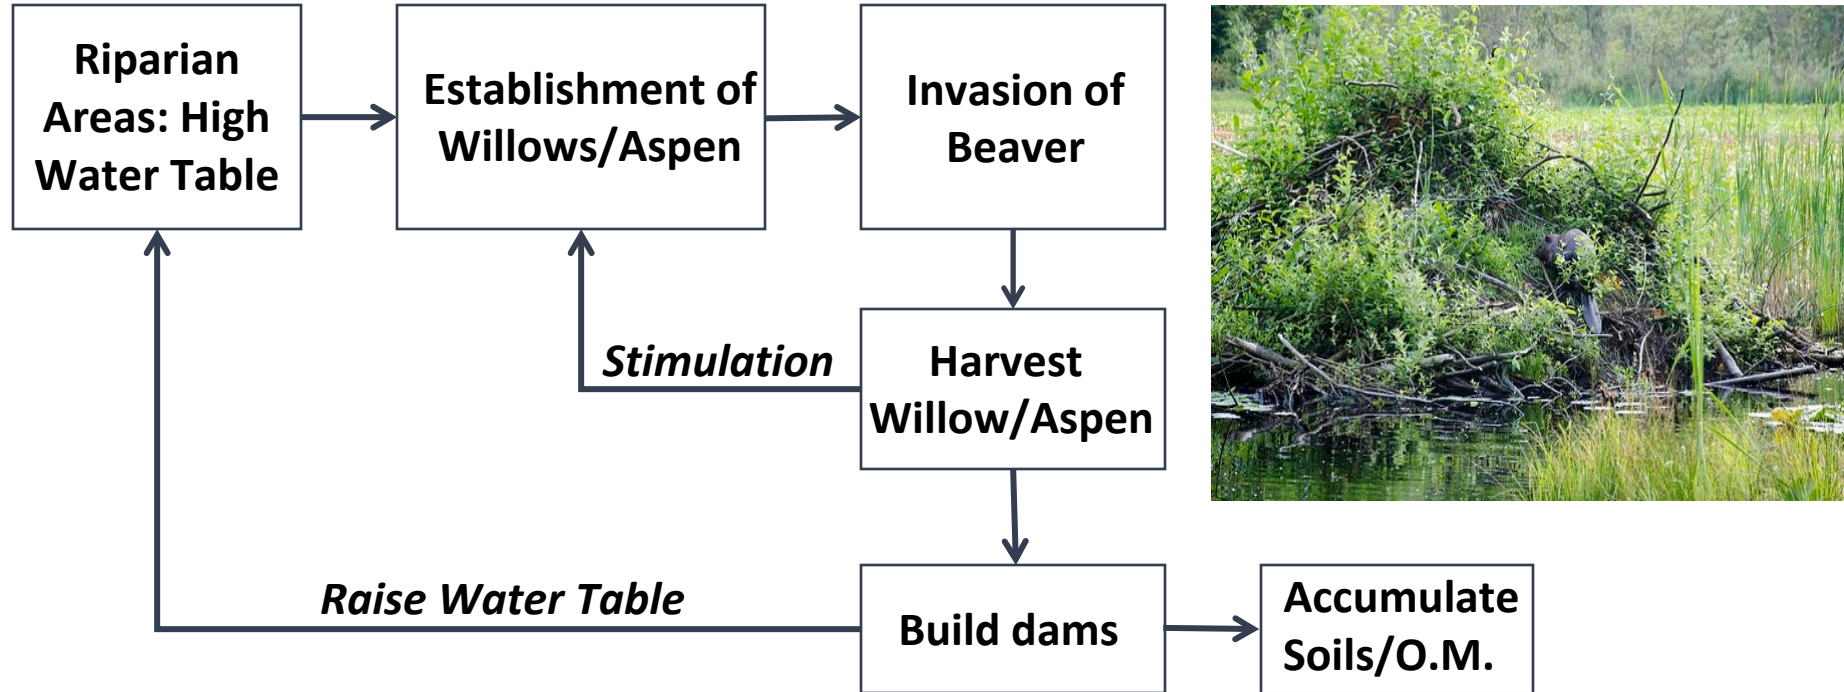 Riparian
Areas: High
Water Table
Establishment of
Willows/Aspen
Invasion of
Beaver
Stimulation
Harvest
Willow/Aspen
Raise Water Table
Build dams
Accumulate
Soils/O.M.